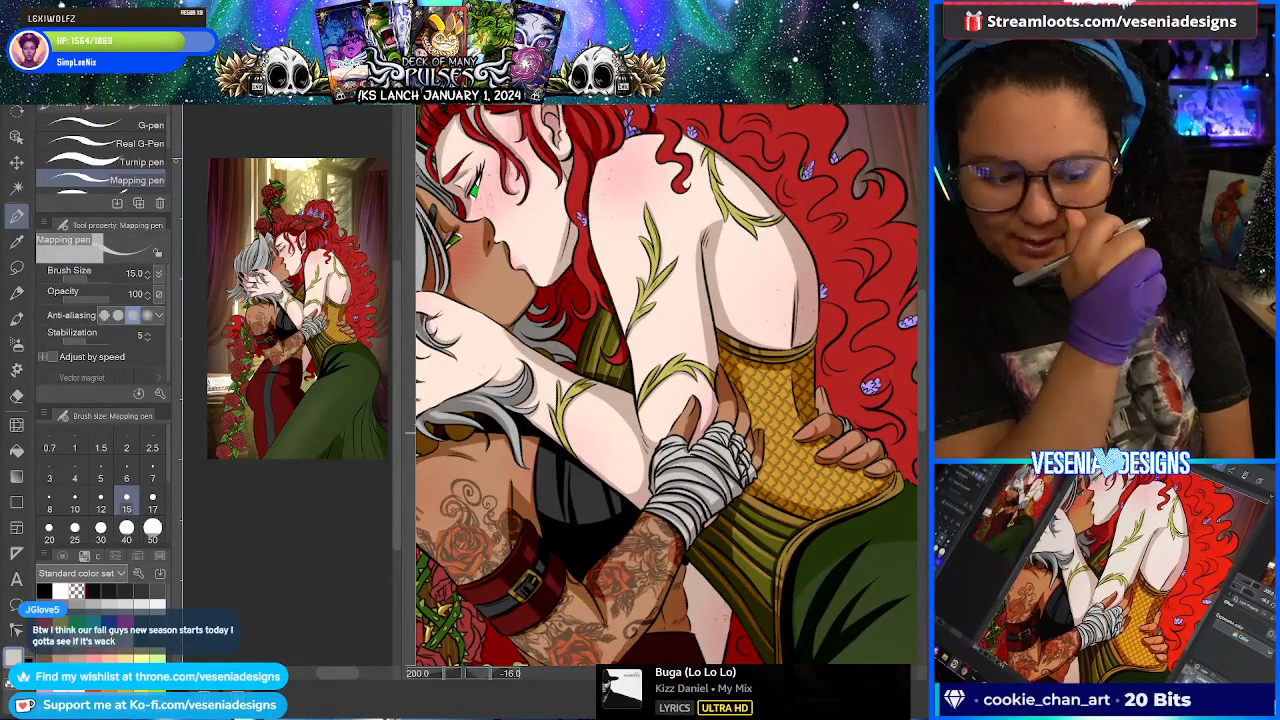 LEXIWOLFZ
HP: 1564/1869
SimpLeeNix
DECK OF MANY
PULSES
!KS LANCH JANUARY 1, 2024
Streamloots.com/veseniadesigns
G-pen
Real G-Pen
Turnip pen
Mapping pen
Tool property: Mapping pen
Mapping pen
Brush Size
15.0
Opacity
100
Anti-aliasing
Stabilization
5
Adjust by speed
Vector magnet
Brush size: Mapping pen
0.7 1 1.5 2 2.5
3 4 5 6 7
8 10 12 15 17
20 25 30 40 50
Standard color set
JGlove5
Btw I think our fall guys new season starts today I
gotta see if it's wack
Find my wishlist at throne.com/veseniadesigns
Support me at Ko-fi.com/veseniadesigns
200.0
-16.0
Buga (Lo Lo Lo)
Kizz Daniel • My Mix
LYRICS
ULTRA HD
VESENIA DESIGNS
cookie_chan_art • 20 Bits